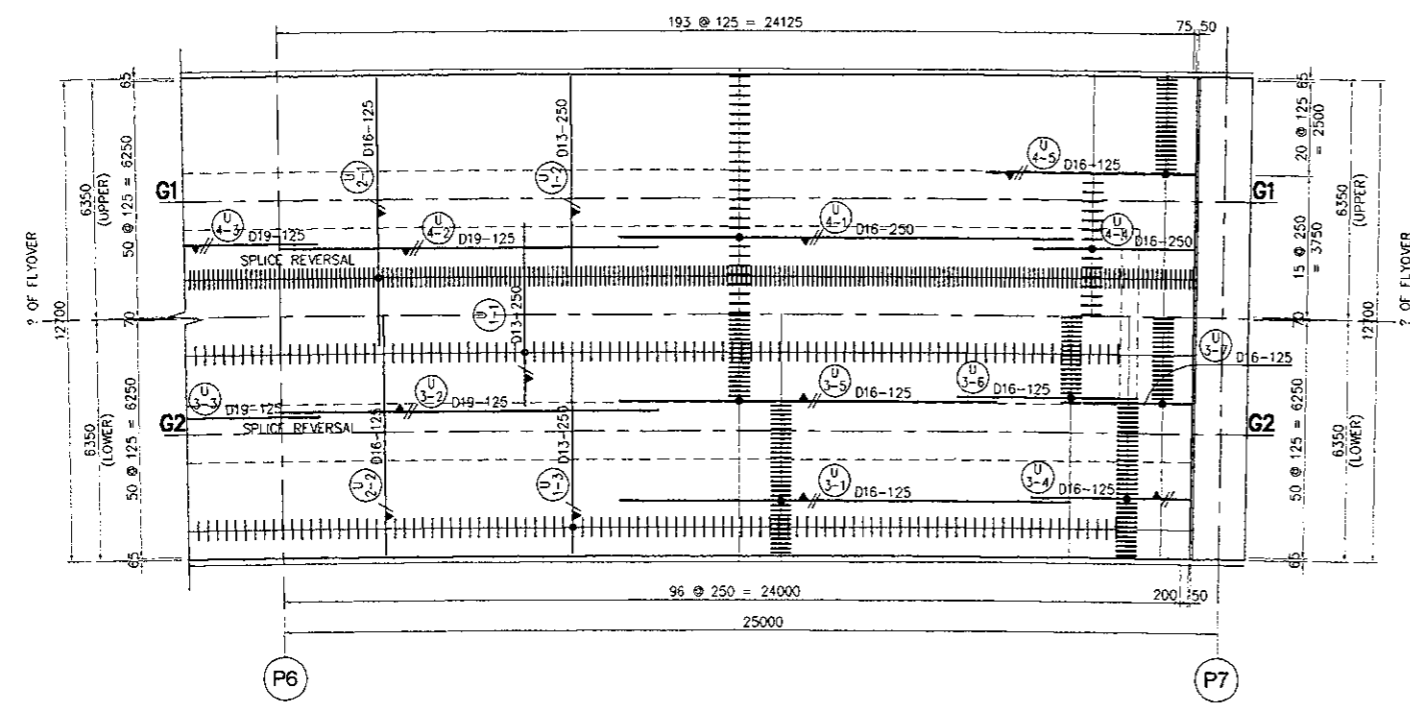 193 @ 125 = 24125
75 50
65
65
D16-125
D13-250
20 @ 125
= 2500
U
4-5
D16-125
50 @ 125 = 6250
6350
(UPPER)
U
2-1
U
1-2
6350
(UPPER)
G1
G1
U
4-3
D19-125
U
4-2
D19-125
U
4-1
D16-250
D16-250
15 @ 250
= 3750
? OF FLYOVER
SPLICE REVERSAL
12700
70
U
1-1
D13-250
70
12700
? OF FLYOVER
U
3-7
D16-125
U
3-3
D19-125
U
3-2
D19-125
U
3-5
D16-125
U
3-6
D16-125
G2
SPLICE REVERSAL
G2
6350
(LOWER)
50 @ 125 = 6250
D16-125
D13-250
50 @ 125 = 6250
6350
(LOWER)
U
2-2
U
1-3
U
3-1
D16-125
U
3-4
D16-125
65
65
96 @ 250 = 24000
200 50
25000
P6
P7